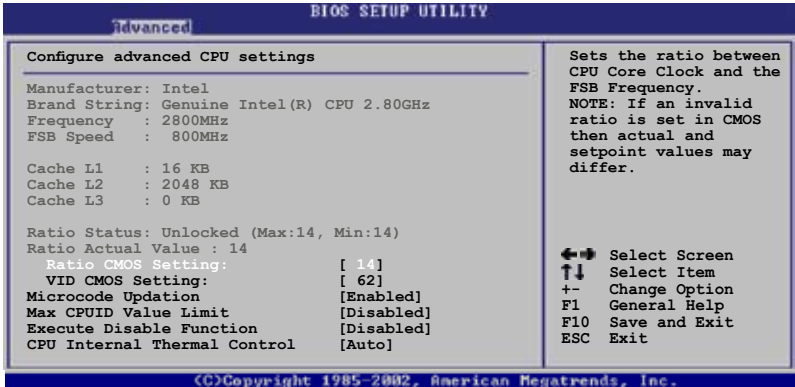 BIOS SETUP UTILITY
Advanced
Configure advanced CPU settings
Manufacturer: Intel
Brand String: Genuine Intel(R) CPU 2.80GHz
Frequency : 2800MHz
FSB Speed : 800MHz
Cache L1 : 16 KB
Cache L2 : 2048 KB
Cache L3 : 0 KB
Ratio Status: Unlocked (Max:14, Min:14)
Ratio Actual Value : 14
Ratio CMOS Setting: [ 14]
VID CMOS Setting: [ 62]
Microcode Updation [Enabled]
Max CPUID Value Limit [Disabled]
Execute Disable Function [Disabled]
CPU Internal Thermal Control [Auto]
Sets the ratio between
CPU Core Clock and the
FSB Frequency.
NOTE: If an invalid
ratio is set in CMOS
then actual and
setpoint values may
differ.
←→ Select Screen
↑↓ Select Item
+- Change Option
F1 General Help
F10 Save and Exit
ESC Exit
(C)Copyright 1985-2002, American Megatrends, Inc.